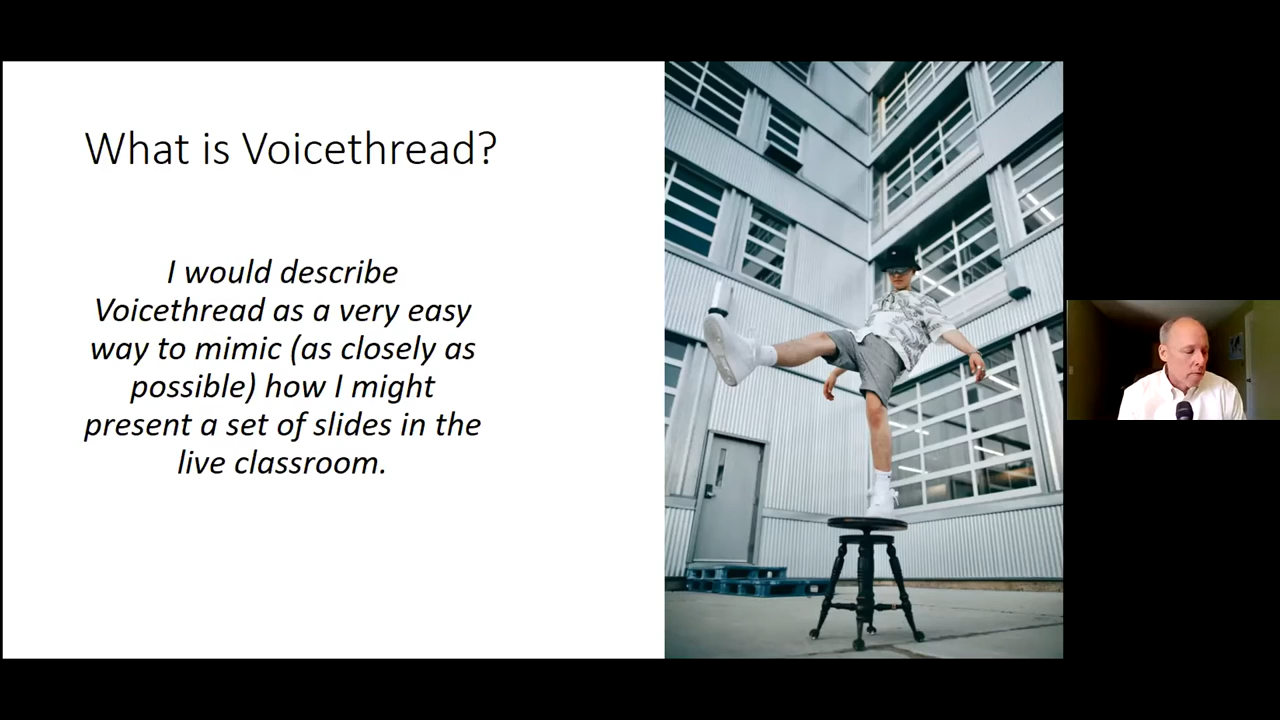 What is Voicethread?
I would describe
Voicethread as a very easy
way to mimic (as closely as
possible) how I might
present a set of slides in the
live classroom.